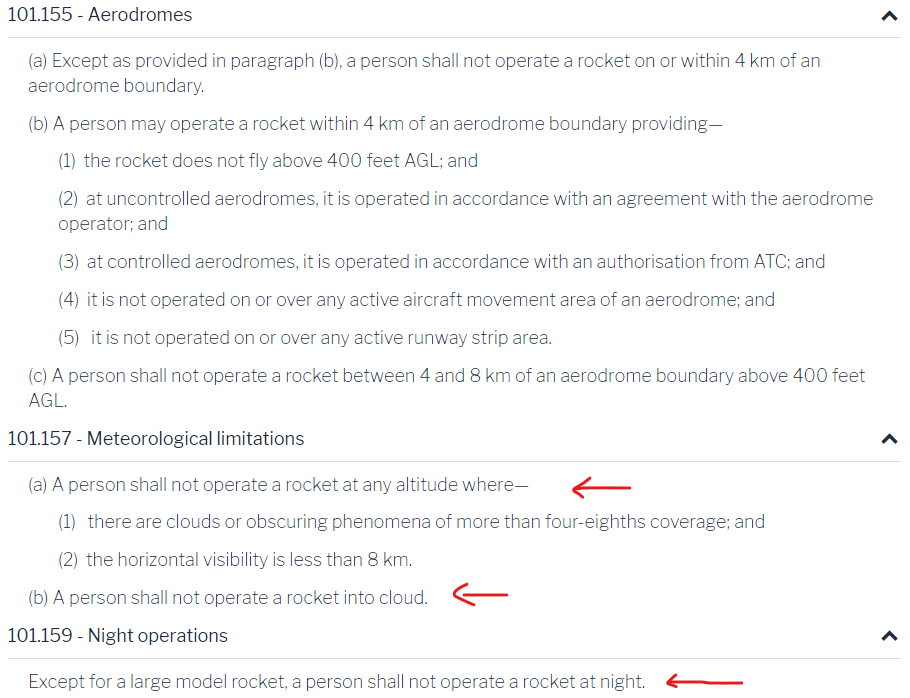 101.155 - Aerodromes
(a) Except as provided in paragraph (b), a person shall not operate a rocket on or within 4 km of an
aerodrome boundary.
(b) A person may operate a rocket within 4 km of an aerodrome boundary providing—
(1) the rocket does not fly above 400 feet AGL; and
(2) at uncontrolled aerodromes, it is operated in accordance with an agreement with the aerodrome
operator; and
(3) at controlled aerodromes, it is operated in accordance with an authorisation from ATC; and
(4) it is not operated on or over any active aircraft movement area of an aerodrome; and
(5) it is not operated on or over any active runway strip area.
(c) A person shall not operate a rocket between 4 and 8 km of an aerodrome boundary above 400 feet
AGL.
101.157 - Meteorological limitations
(a) A person shall not operate a rocket at any altitude where—
(1) there are clouds or obscuring phenomena of more than four-eighths coverage; and
(2) the horizontal visibility is less than 8 km.
(b) A person shall not operate a rocket into cloud.
101.159 - Night operations
Except for a large model rocket, a person shall not operate a rocket at night.